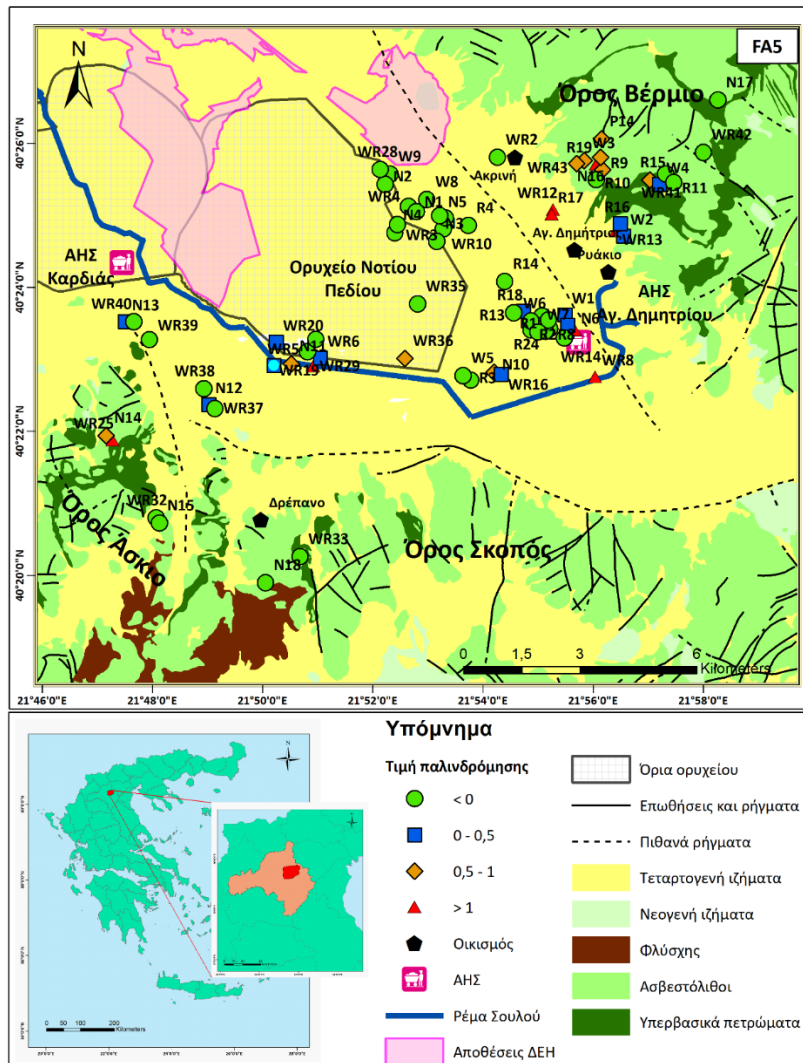 FA5
N
Όρος Βέρμιο
N17
P14
WR42
R19
W3
WR43
R9
R15
W4
N16
R10
WR41
R11
WR2
Ακρινή
WR28
W9
N2
WR4
W8
N1
N5
N4
N3
R4
WR3
WR10
WR12
R17
R16
W2
WR13
Αγ. Δημήτριος
Ρυάκιο
ΑΗΣ
Καρδιάς
Ορυχείο Νοτίου
Πεδίου
WR35
R14
R18
W6
R13
R1
W7
W1
N6
ΑΗΣ
Αγ. Δημητρίου
R2
R8
R24
WR14
WR8
WR40
N13
WR39
WR20
WR6
WR5
N11
WR19
WR29
WR36
W5
N10
R3
WR16
WR38
N12
WR37
WR25
N14
WR32
N15
Όρος Άσκιο
Δρέπανο
WR33
N18
Όρος Σκοπός
0 1,5 3 6
Kilometers
40°26'0"N
40°24'0"N
40°22'0"N
40°20'0"N
21°46'0"E 21°48'0"E 21°50'0"E 21°52'0"E 21°54'0"E 21°56'0"E 21°58'0"E
Υπόμνημα
Τιμή παλινδρόμησης
< 0
0 - 0,5
0,5 - 1
> 1
Οικισμός
ΑΗΣ
Ρέμα Σουλού
Αποθέσεις ΔΕΗ
Όρια ορυχείου
Επωθήσεις και ρήγματα
Πιθανά ρήγματα
Τεταρτογενή ιζήματα
Νεογενή ιζήματα
Φλύσχης
Ασβεστόλιθοι
Υπερβασικά πετρώματα
N
0 50 100 200
Kilometers